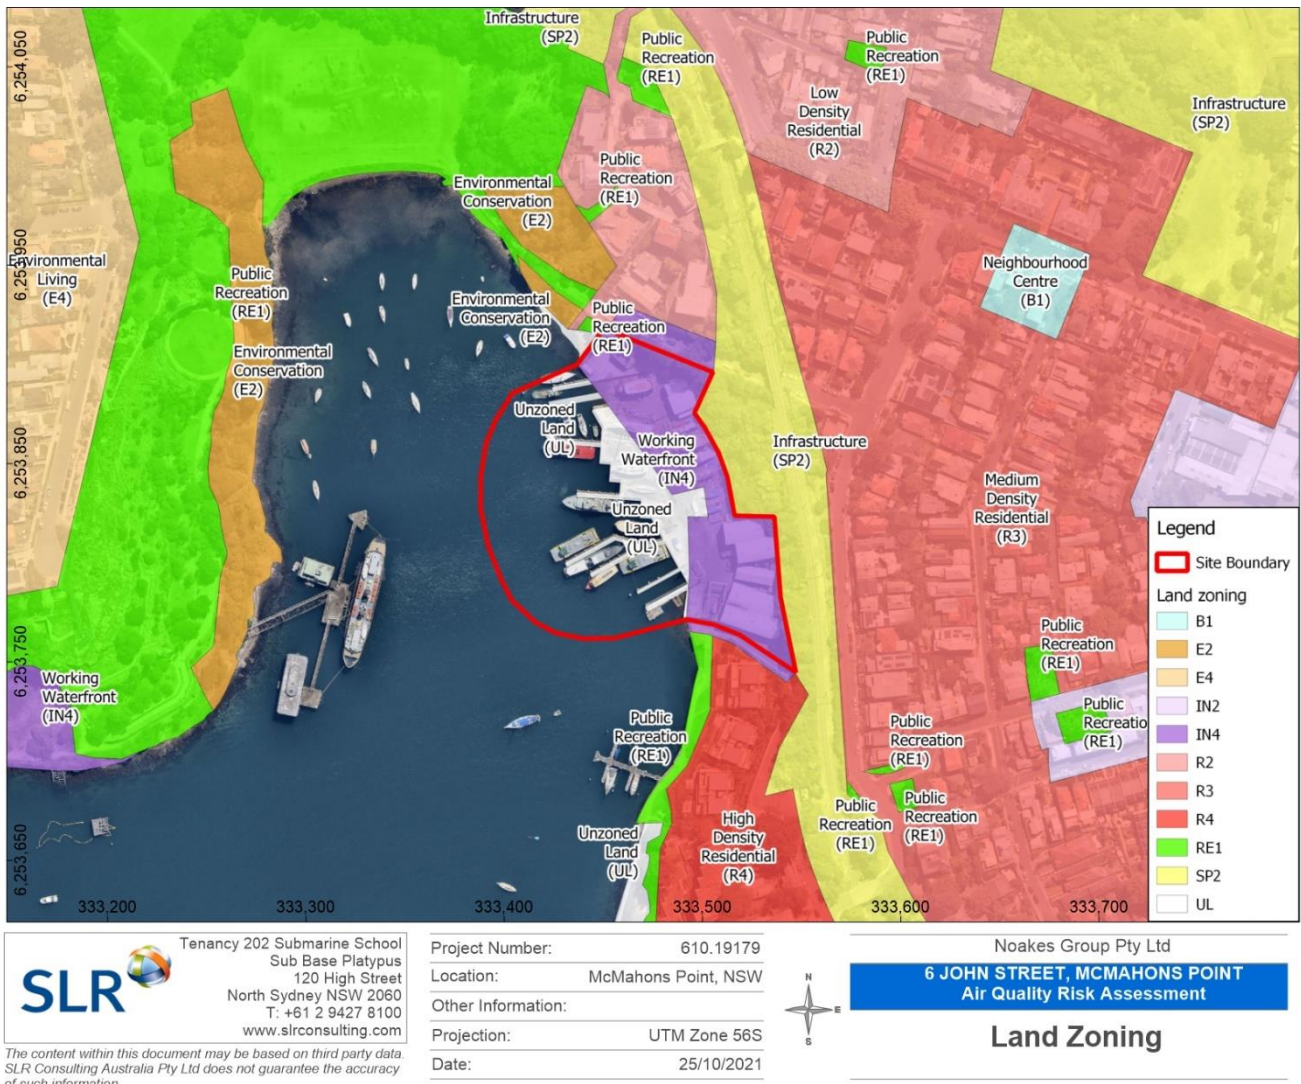 Infrastructure
(SP2)
Public
Recreation
(RE1)
Public
Recreation
(RE1)
Low
Density
Residential
(R2)
Infrastructure
(SP2)
Public
Recreation
(RE1)
Environmental
Conservation
(E2)
Environmental
Living
(E4)
Public
Recreation
(RE1)
Neighbourhood
Centre
(B1)
Environmental
Conservation
(E2)
Public
Recreation
(RE1)
Environmental
Conservation
(E2)
Unzoned
Land
(UL)
Working
Waterfront
(IN4)
Infrastructure
(SP2)
Medium
Density
Residential
(R3)
Unzoned
Land
(UL)
Public
Recreation
(RE1)
Working
Waterfront
(IN4)
Public
Recreatio
(RE1)
Public
Recreation
(RE1)
Public
Recreation
(RE1)
Public
Recreation
(RE1)
Public
Recreation
(RE1)
High
Density
Residential
(R4)
Unzoned
Land
(UL)
6,254,050
6,253,950
6,253,850
6,253,750
6,253,650
333,200
333,300
333,400
333,500
333,600
333,700
Legend
Site Boundary
Land zoning
B1
E2
E4
IN2
IN4
R2
R3
R4
RE1
SP2
UL
SLR
Tenancy 202 Submarine School
Sub Base Platypus
120 High Street
North Sydney NSW 2060
T: +61 2 9427 8100
www.slrconsulting.com
The content within this document may be based on third party data.
SLR Consulting Australia Pty Ltd does not guarantee the accuracy
of such information.
Project Number: 610.19179
Location: McMahons Point, NSW
Other Information:
Projection: UTM Zone 56S
Date: 25/10/2021
N
E
S
Noakes Group Pty Ltd
6 JOHN STREET, MCMAHONS POINT
Air Quality Risk Assessment
Land Zoning